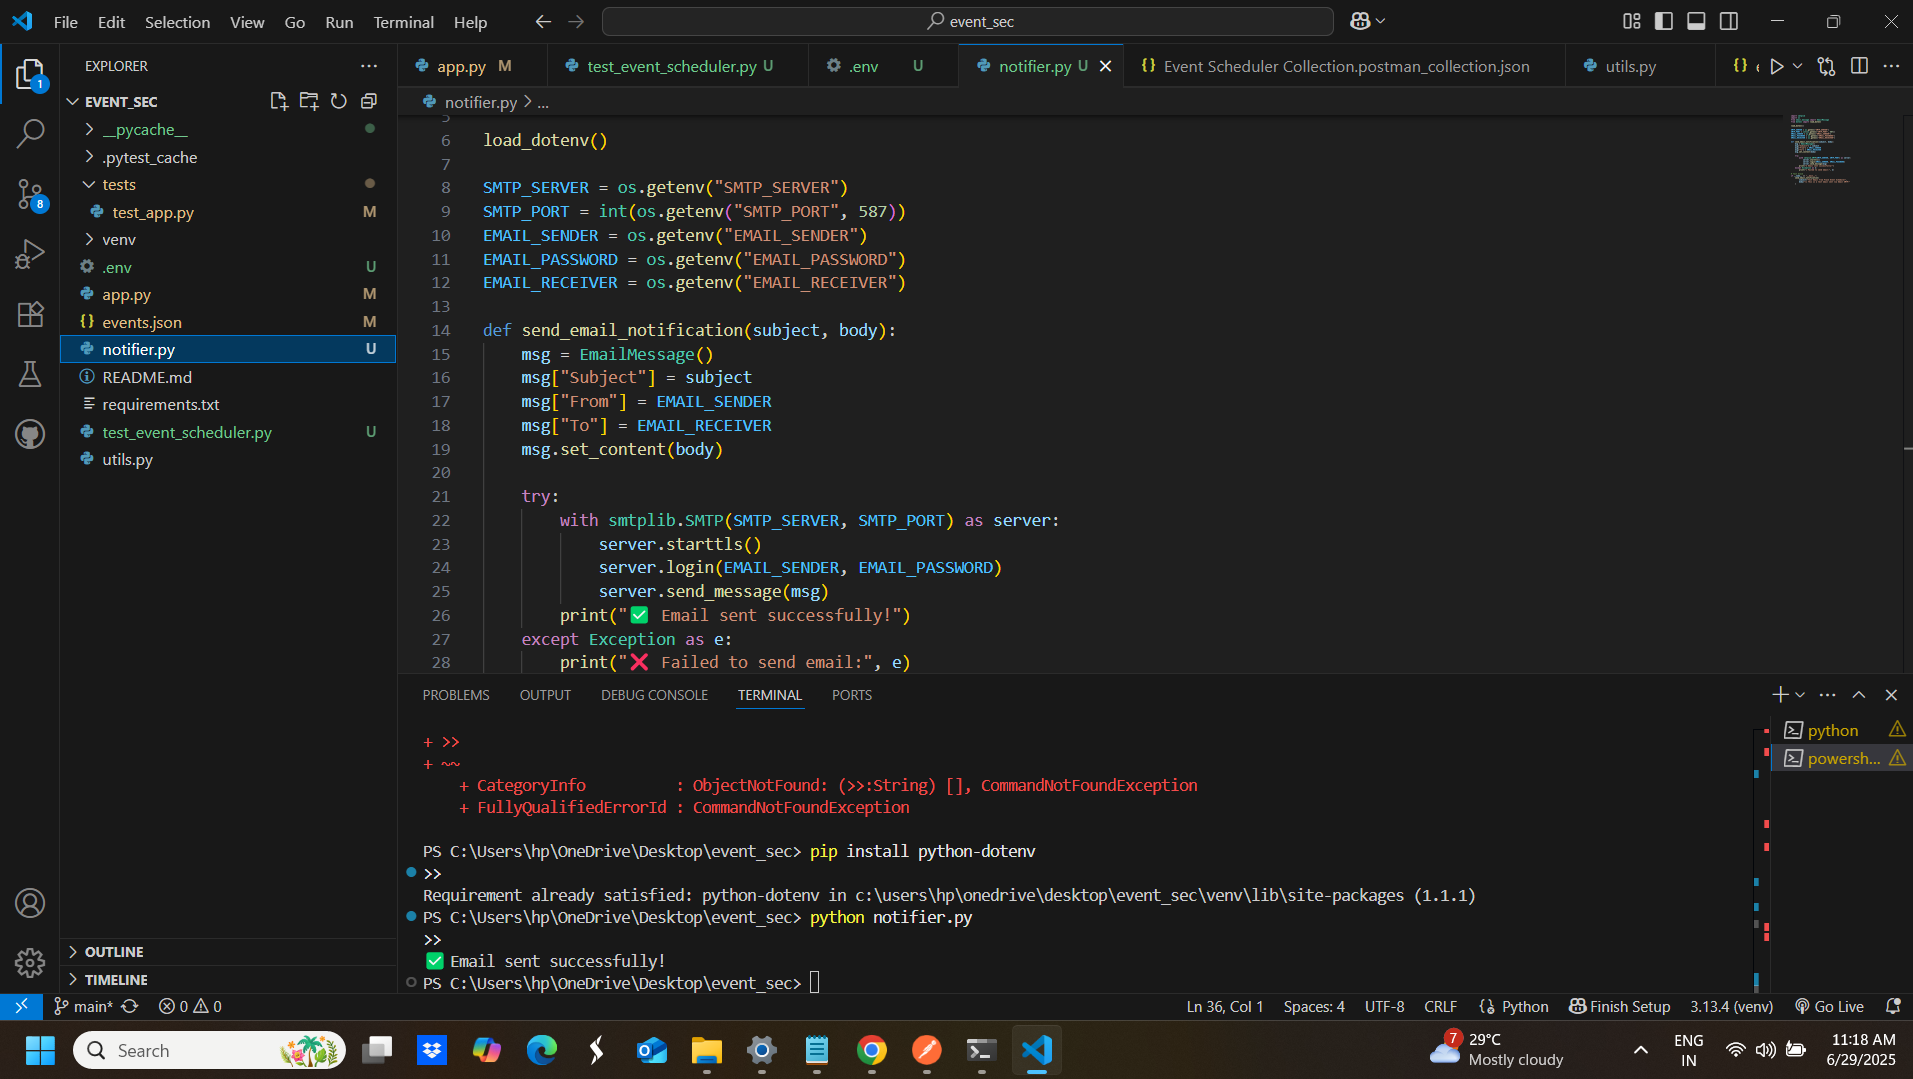 File Edit Selection View Go Run Terminal Help
event_sec
EXPLORER
EVENT_SEC
__pycache__
.pytest_cache
tests
test_app.py M
venv
.env U
app.py M
events.json M
notifier.py U
README.md
requirements.txt
test_event_scheduler.py U
utils.py
OUTLINE
TIMELINE
1
8
app.py M
test_event_scheduler.py U
.env U
notifier.py U
Event Scheduler Collection.postman_collection.json
utils.py
notifier.py > ...
5
6 load_dotenv()
7
8 SMTP_SERVER = os.getenv("SMTP_SERVER")
9 SMTP_PORT = int(os.getenv("SMTP_PORT", 587))
10 EMAIL_SENDER = os.getenv("EMAIL_SENDER")
11 EMAIL_PASSWORD = os.getenv("EMAIL_PASSWORD")
12 EMAIL_RECEIVER = os.getenv("EMAIL_RECEIVER")
13
14 def send_email_notification(subject, body):
15 msg = EmailMessage()
16 msg["Subject"] = subject
17 msg["From"] = EMAIL_SENDER
18 msg["To"] = EMAIL_RECEIVER
19 msg.set_content(body)
20
21 try:
22 with smtplib.SMTP(SMTP_SERVER, SMTP_PORT) as server:
23 server.starttls()
24 server.login(EMAIL_SENDER, EMAIL_PASSWORD)
25 server.send_message(msg)
26 print("✅ Email sent successfully!")
27 except Exception as e:
28 print("❌ Failed to send email:", e)
PROBLEMS OUTPUT DEBUG CONSOLE TERMINAL PORTS
+ >>
+ ~~
+ CategoryInfo : ObjectNotFound: (>>:String) [], CommandNotFoundException
+ FullyQualifiedErrorId : CommandNotFoundException
PS C:\Users\hp\OneDrive\Desktop\event_sec> pip install python-dotenv
>>
Requirement already satisfied: python-dotenv in c:\users\hp\onedrive\desktop\event_sec\venv\lib\site-packages (1.1.1)
PS C:\Users\hp\OneDrive\Desktop\event_sec> python notifier.py
>>
✅ Email sent successfully!
PS C:\Users\hp\OneDrive\Desktop\event_sec>
python
powersh...
main* 0 0 Ln 36, Col 1 Spaces: 4 UTF-8 CRLF {} Python Finish Setup 3.13.4 (venv) Go Live
Search
7
29°C
Mostly cloudy
ENG
IN
11:18 AM
6/29/2025